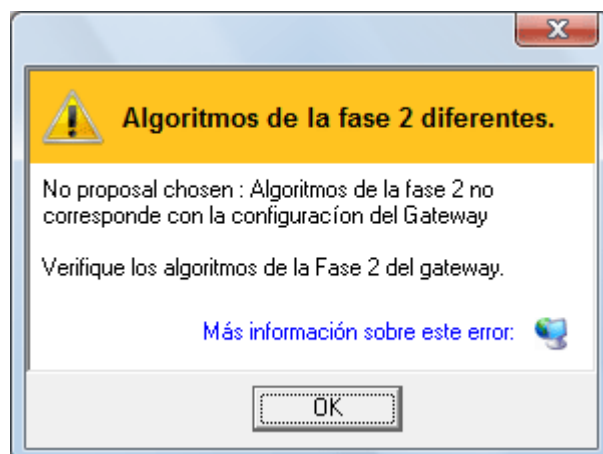 Algoritmos de la fase 2 diferentes.
No proposal chosen : Algoritmos de la fase 2 no
corresponde con la configuracíon del Gateway
Verifique los algoritmos de la Fase 2 del gateway.
Más información sobre este error:
OK